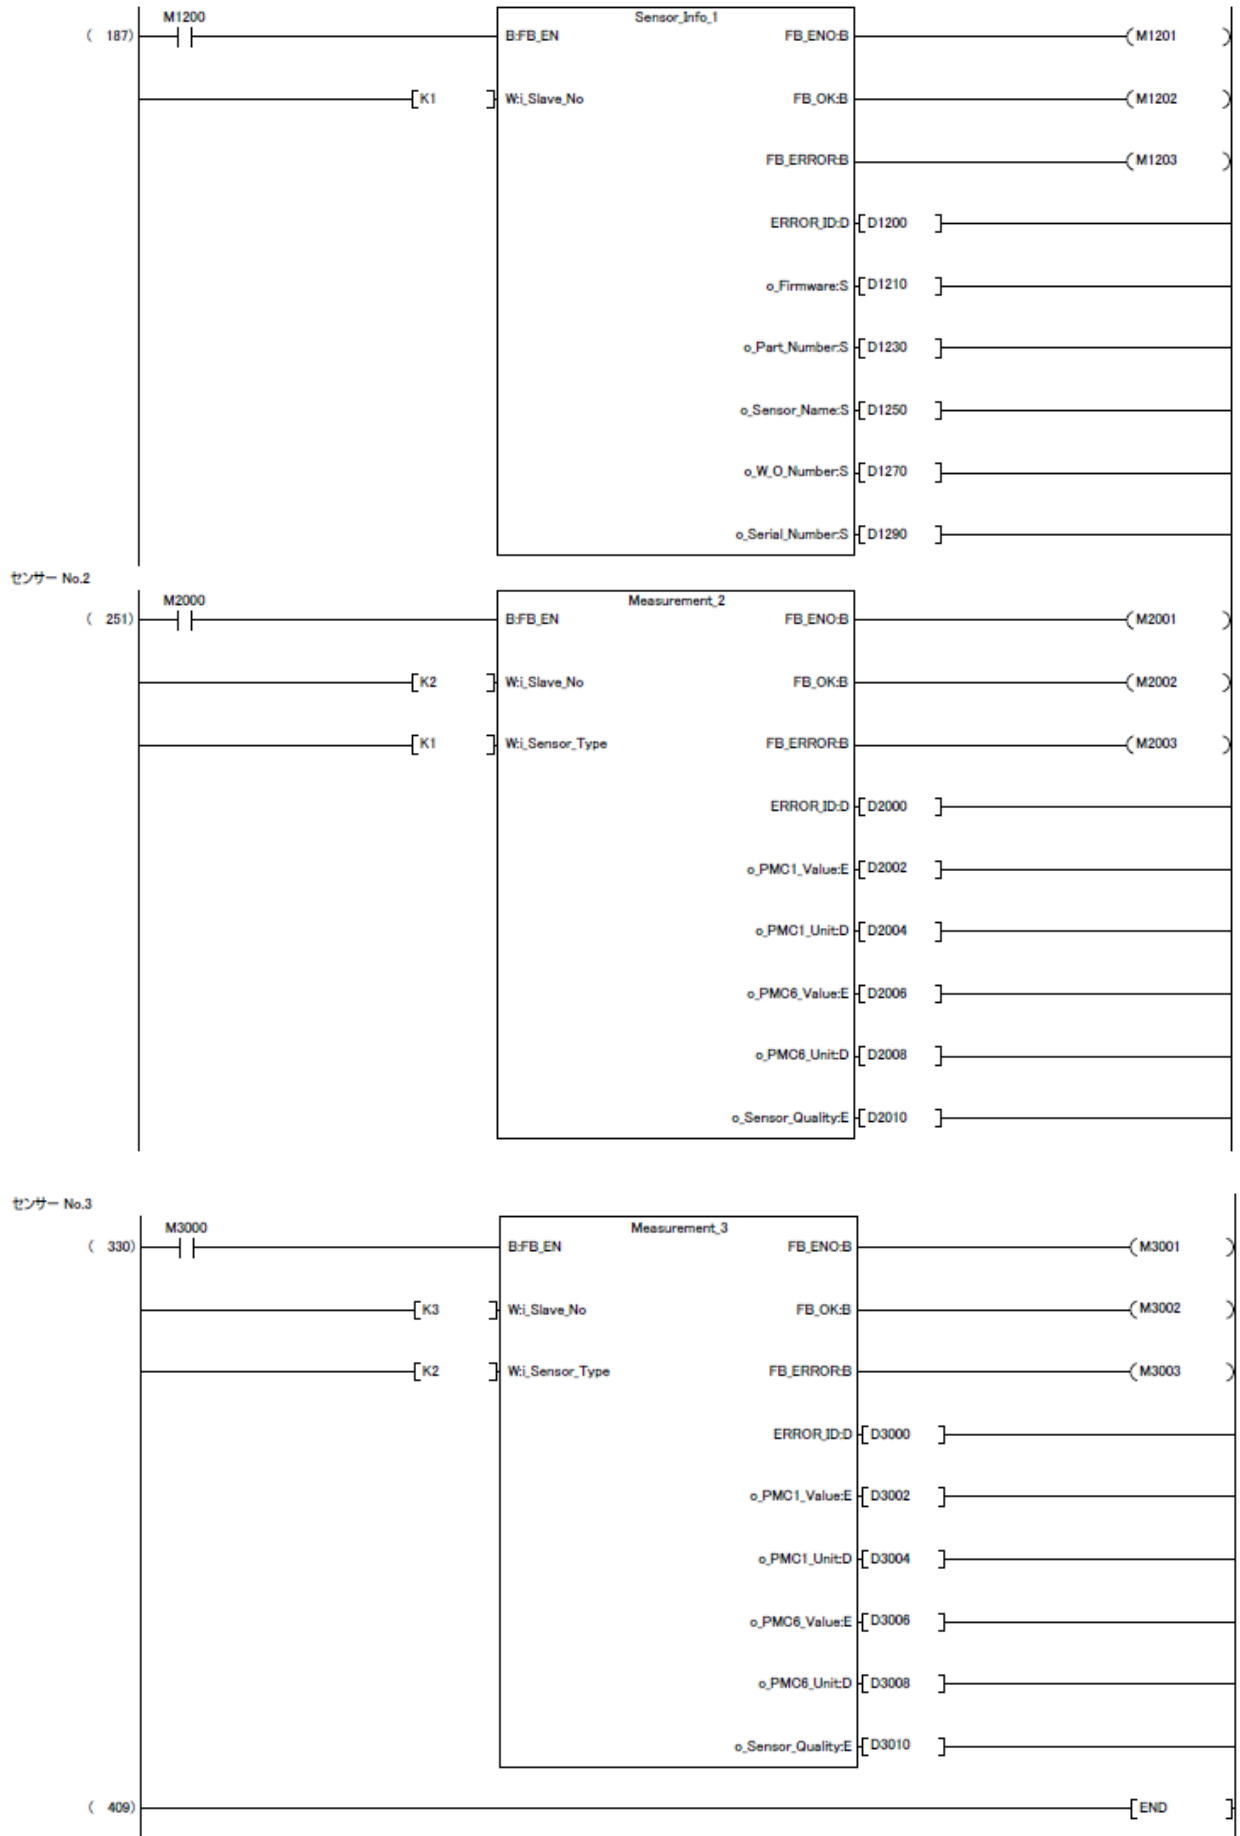 M1200
Sensor_Info_1
( 187) B:FB_EN FB_ENO:B M1201
K1 W:i_Slave_No FB_OK:B M1202
FB_ERROR:B M1203
ERROR_ID:D D1200
o_Firmware:S D1210
o_Part_Number:S D1230
o_Sensor_Name:S D1250
o_W_O_Number:S D1270
o_Serial_Number:S D1290
センサー No.2
M2000
Measurement_2
( 251) B:FB_EN FB_ENO:B M2001
K2 W:i_Slave_No FB_OK:B M2002
K1 W:i_Sensor_Type FB_ERROR:B M2003
ERROR_ID:D D2000
o_PMC1_Value:E D2002
o_PMC1_Unit:D D2004
o_PMC6_Value:E D2006
o_PMC6_Unit:D D2008
o_Sensor_Quality:E D2010
センサー No.3
M3000
Measurement_3
( 330) B:FB_EN FB_ENO:B M3001
K3 W:i_Slave_No FB_OK:B M3002
K2 W:i_Sensor_Type FB_ERROR:B M3003
ERROR_ID:D D3000
o_PMC1_Value:E D3002
o_PMC1_Unit:D D3004
o_PMC6_Value:E D3006
o_PMC6_Unit:D D3008
o_Sensor_Quality:E D3010
( 409) END